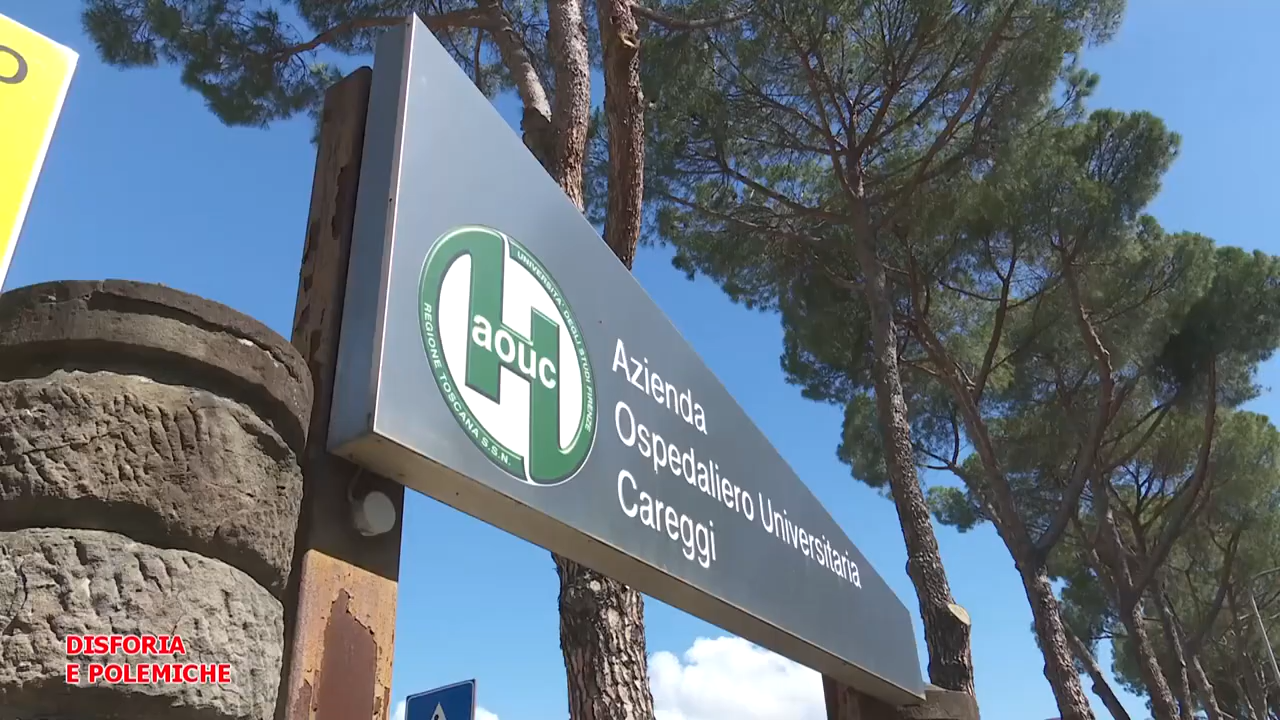 O
UNIVERSITA' DEGLI STUDI FIRENZE
aouc
REGIONE TOSCANA S.S.N.
Azienda
Ospedaliero Universitaria
Careggi
DISFORIA
E POLEMICHE